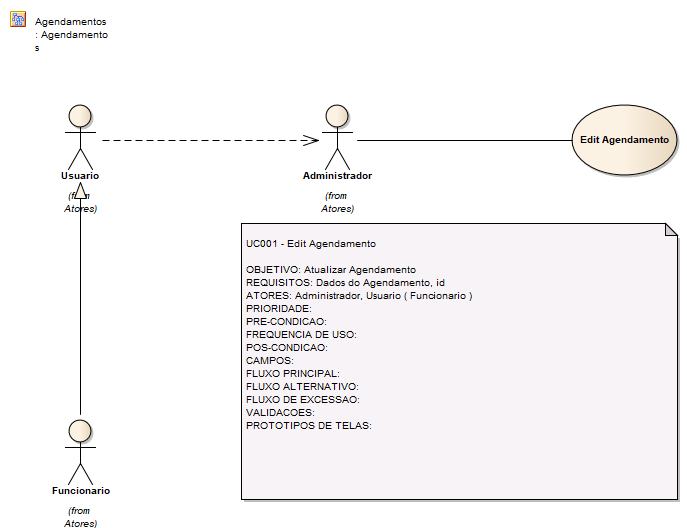 Agendamentos
: Agendamento
s
Usuario
(from
Atores)
Administrador
(from
Atores)
Edit Agendamento
UC001 - Edit Agendamento
OBJETIVO: Atualizar Agendamento
REQUISITOS: Dados do Agendamento, id
ATORES: Administrador, Usuario ( Funcionario )
PRIORIDADE:
PRE-CONDICAO:
FREQUENCIA DE USO:
POS-CONDICAO:
CAMPOS:
FLUXO PRINCIPAL:
FLUXO ALTERNATIVO:
FLUXO DE EXCESSAO:
VALIDACOES:
PROTOTIPOS DE TELAS:
Funcionario
(from
Atores)